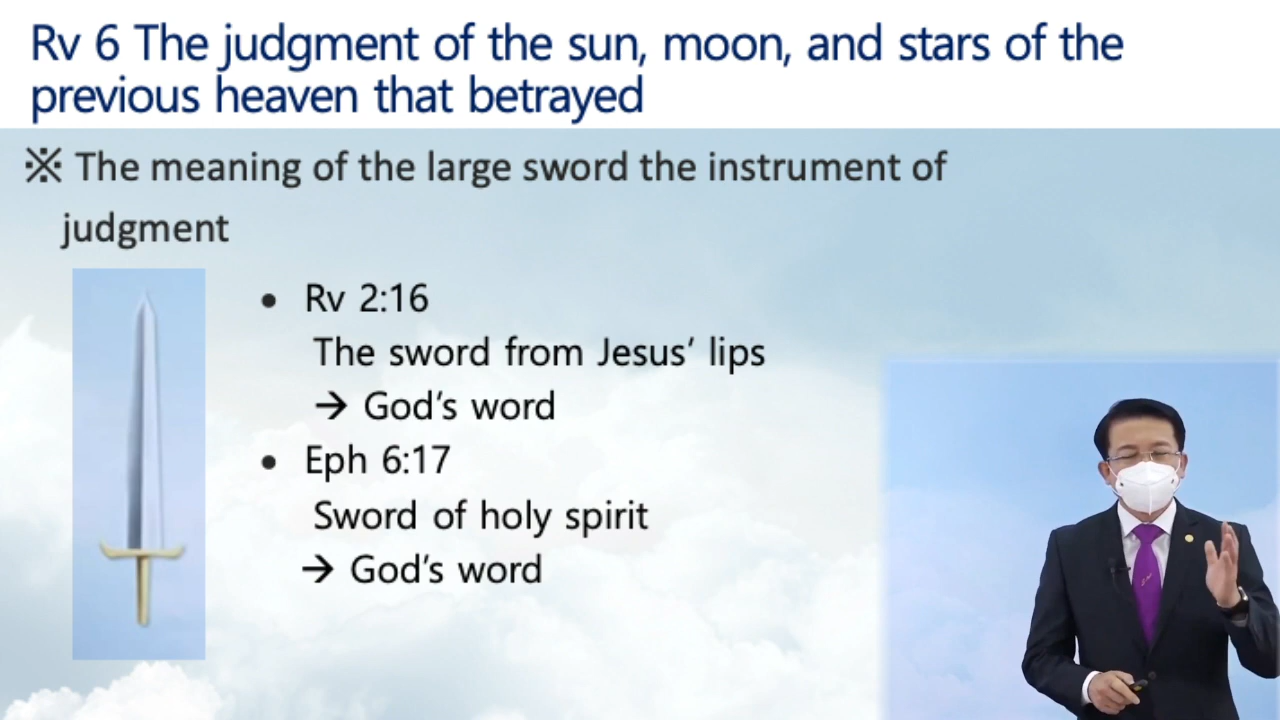 Rv 6 The judgment of the sun, moon, and stars of the
previous heaven that betrayed
※ The meaning of the large sword the instrument of
judgment
• Rv 2:16
The sword from Jesus’ lips
→ God’s word
• Eph 6:17
Sword of holy spirit
→ God’s word